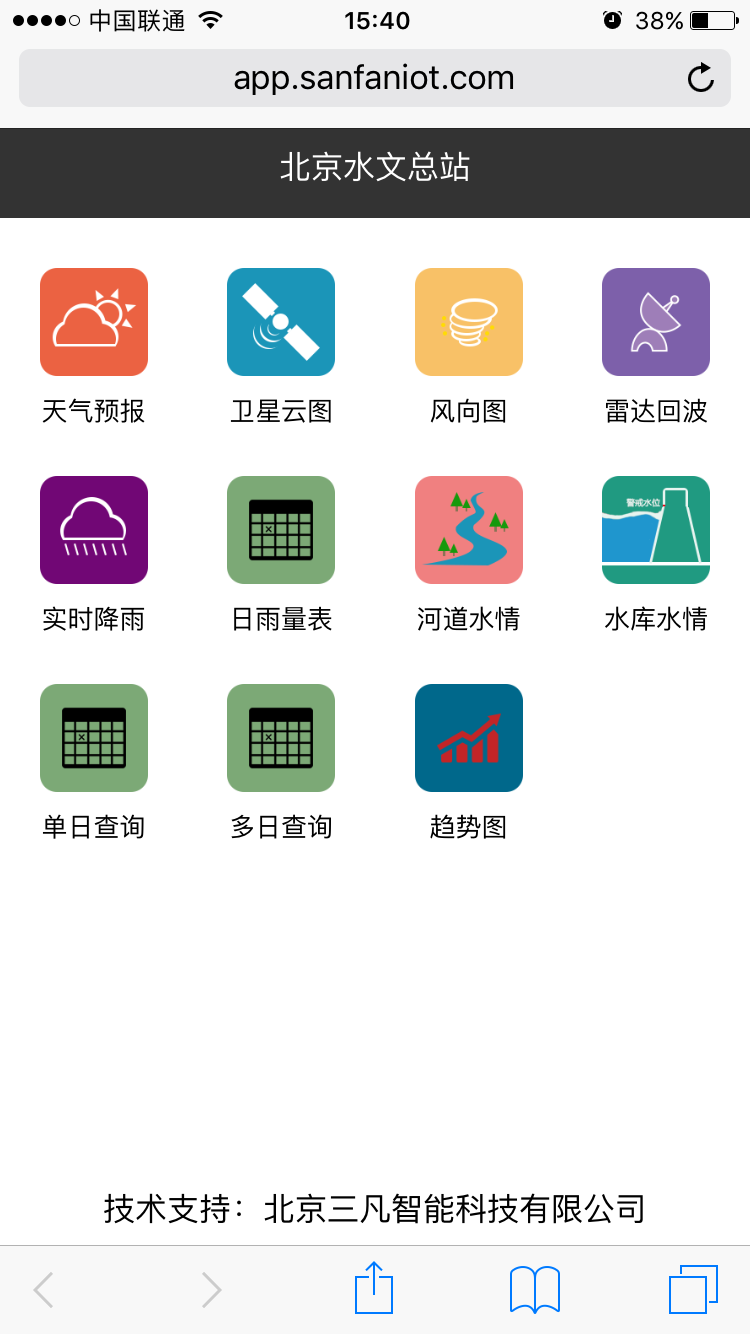 中国联通 15:40 38%
app.sanfaniot.com
北京水文总站
天气预报 卫星云图 风向图 雷达回波
警戒水位
实时降雨 日雨量表 河道水情 水库水情
单日查询 多日查询 趋势图
技术支持：北京三凡智能科技有限公司